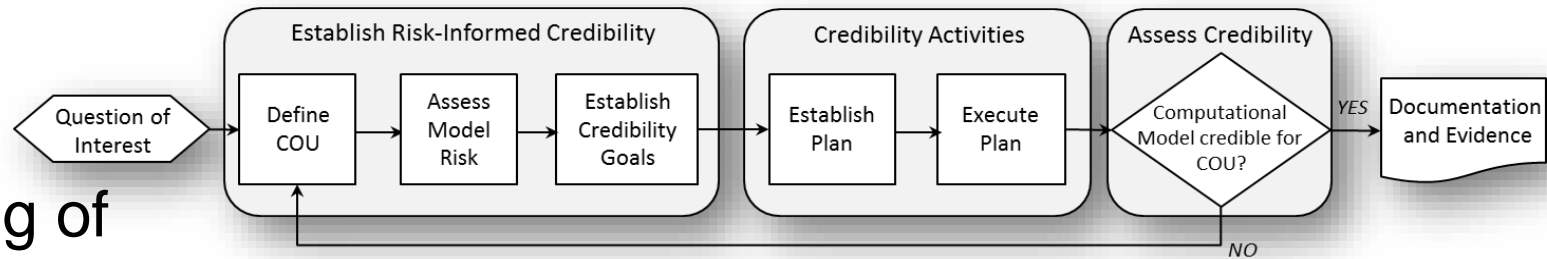 Establish Risk-Informed Credibility
Credibility Activities
Assess Credibility
Question of
Interest
Define
COU
Assess
Model
Risk
Establish
Credibility
Goals
Establish
Plan
Execute
Plan
Computational
Model credible for
COU?
YES
Documentation
and Evidence
NO
g of